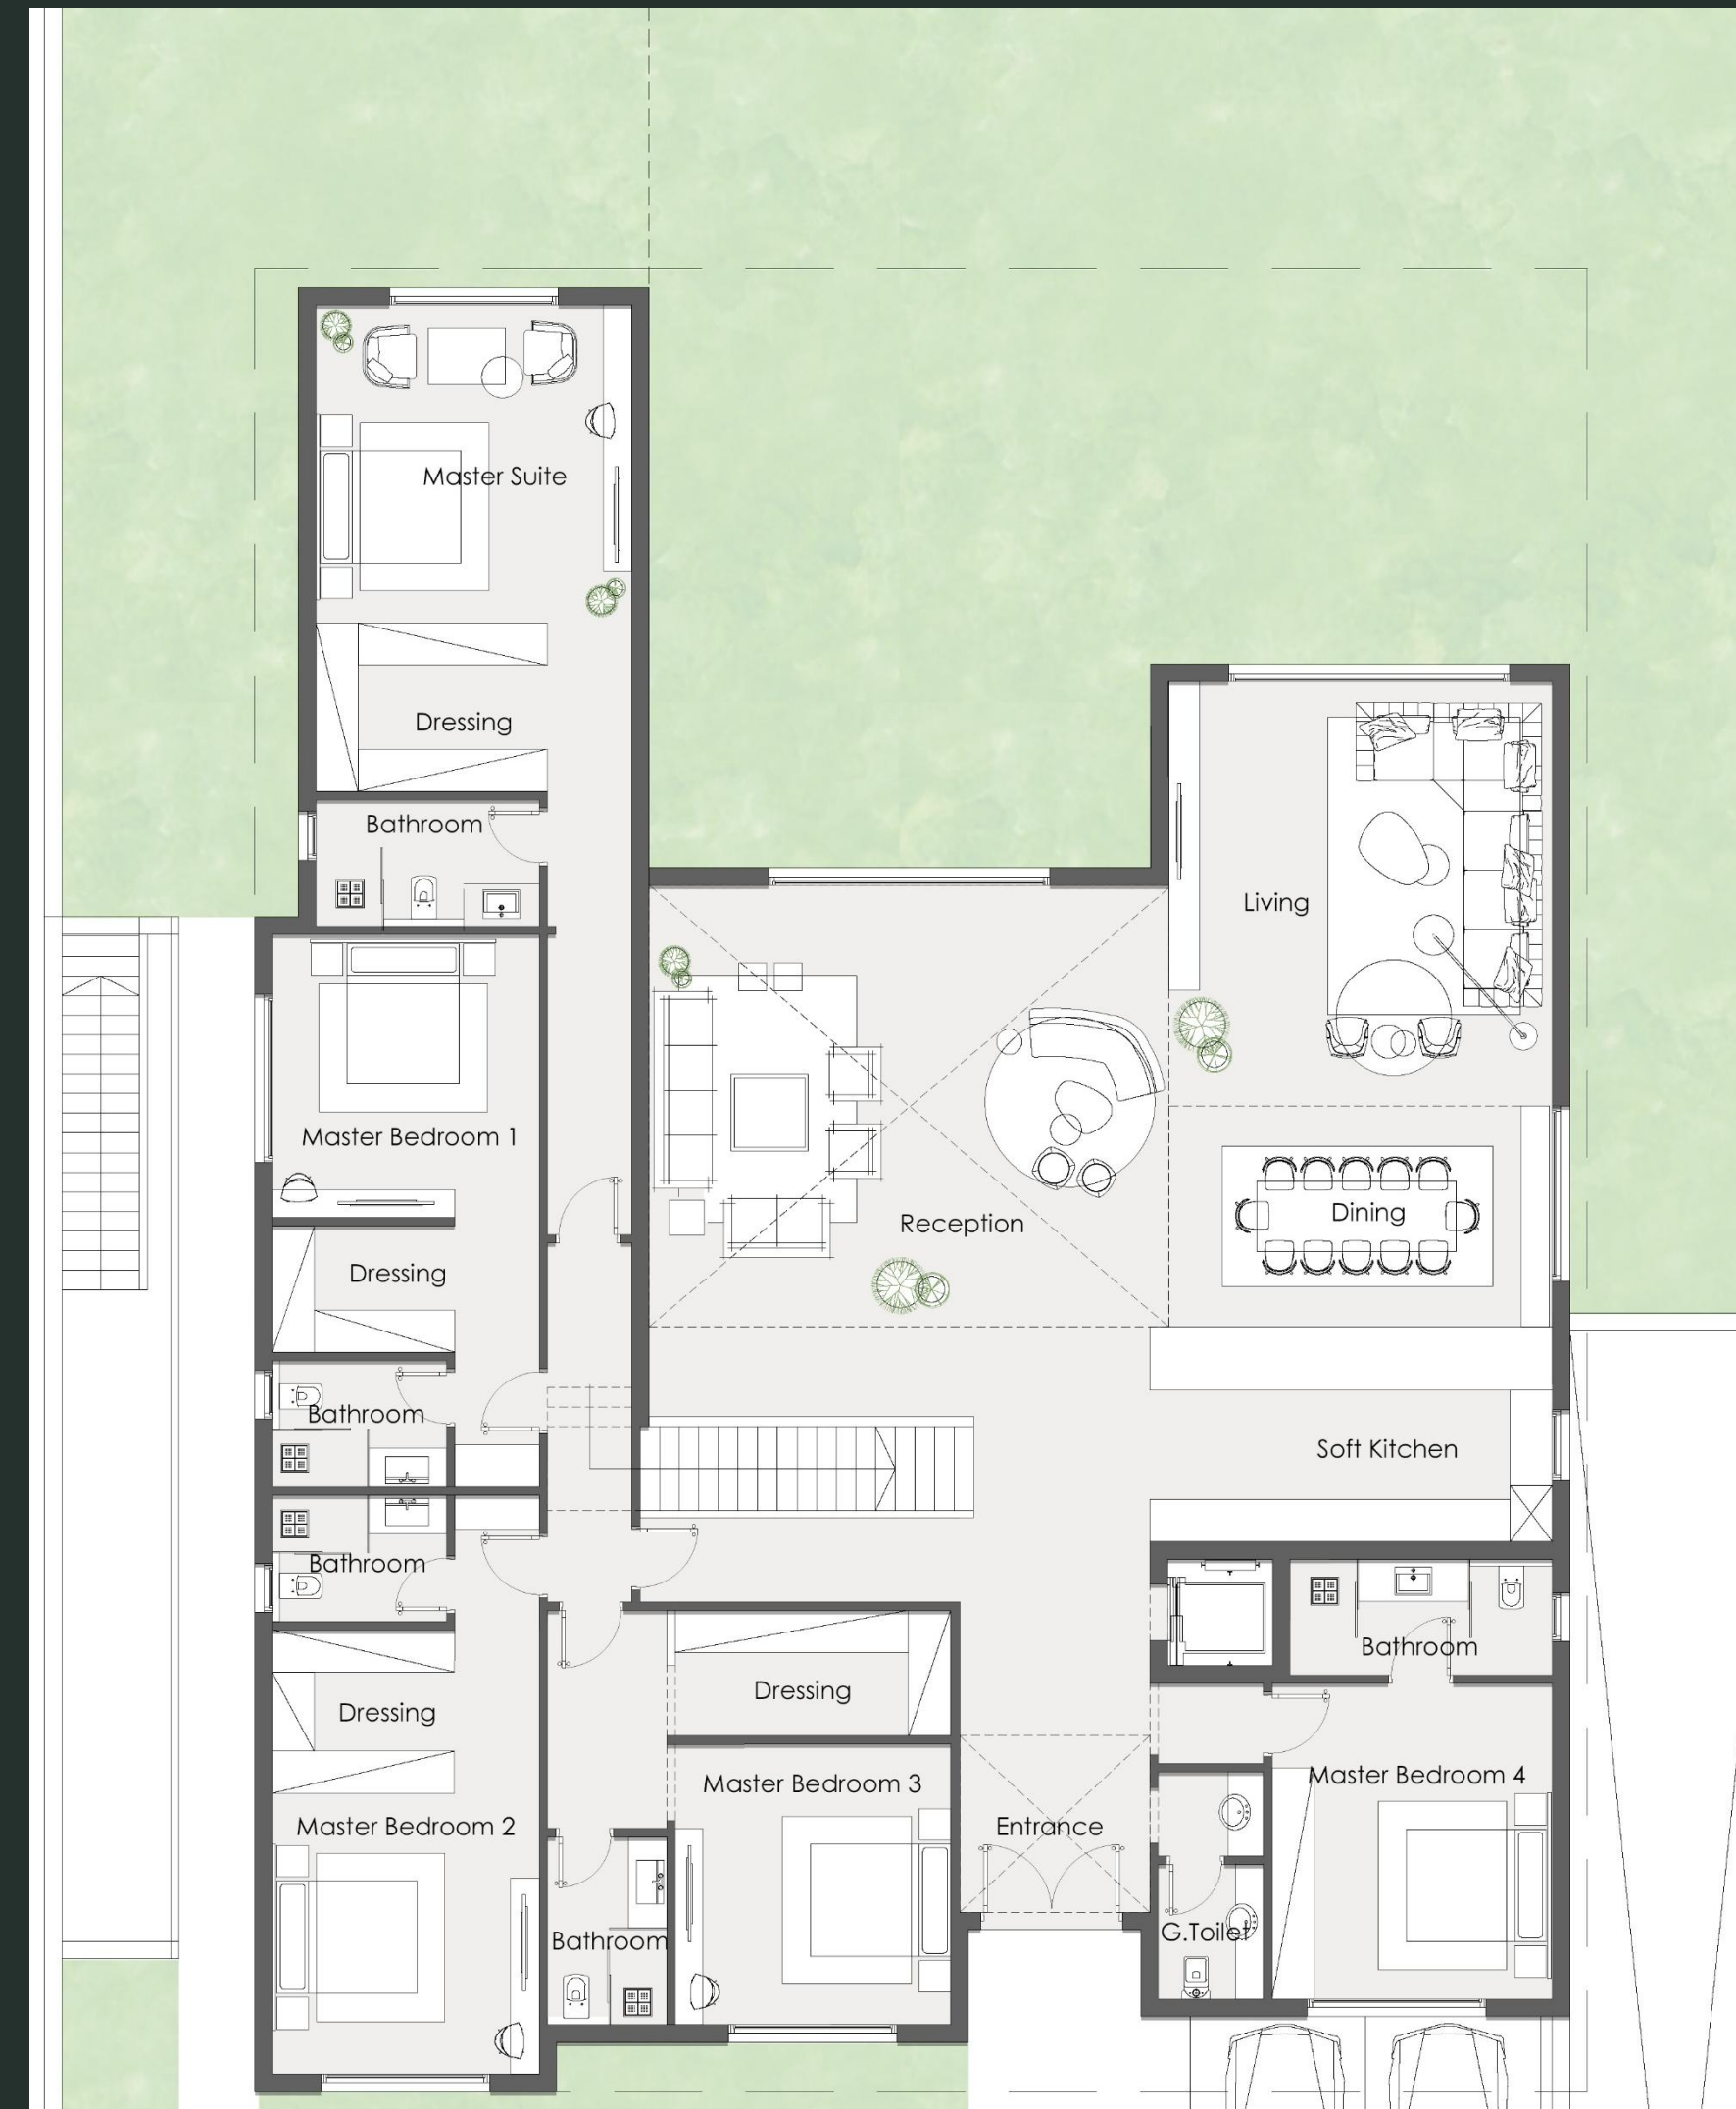 Master Suite
Dressing
Bathroom
Living
Master Bedroom 1
Dining
Reception
Dressing
Bathroom
Soft Kitchen
Bathroom
Bathroom
Dressing
Dressing
Master Bedroom 4
Master Bedroom 3
Master Bedroom 2
Entrance
G.Toilet
Bathroom